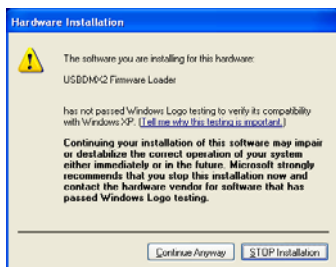 Hardware Installation
The software you are installing for this hardware:
USBDMX2 Firmware Loader
has not passed Windows Logo testing to verify its compatibility
with Windows XP. (Tell me why this testing is important.)
Continuing your installation of this software may impair
or destabilize the correct operation of your system
either immediately or in the future. Microsoft strongly
recommends that you stop this installation now and
contact the hardware vendor for software that has
passed Windows Logo testing.
Continue Anyway STOP Installation